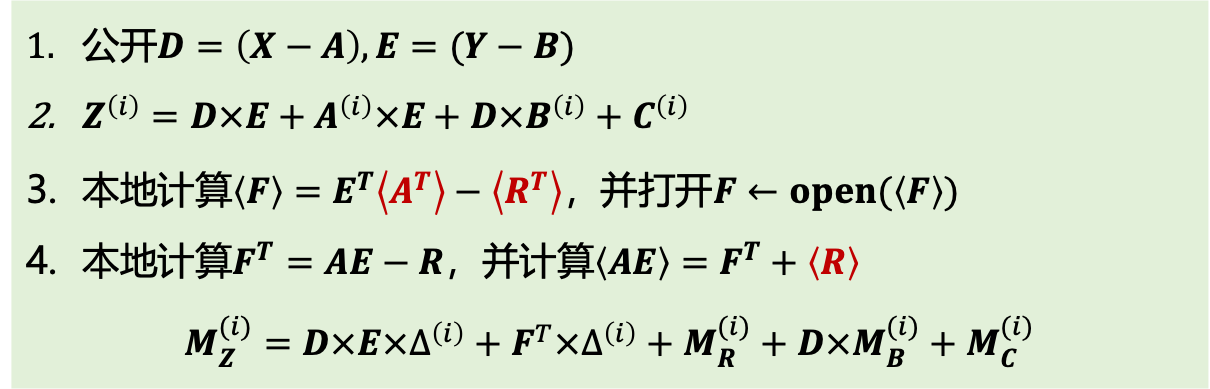 1. 公开D = (X − A), E = (Y − B)
2. Z^(i) = D×E + A^(i)×E + D×B^(i) + C^(i)
3. 本地计算⟨F⟩ = E^T⟨A^T⟩ − ⟨R^T⟩，并打开F ← open(⟨F⟩)
4. 本地计算F^T = AE − R，并计算⟨AE⟩ = F^T + ⟨R⟩
M_Z^(i) = D×E×Δ^(i) + F^T×Δ^(i) + M_R^(i) + D×M_B^(i) + M_C^(i)